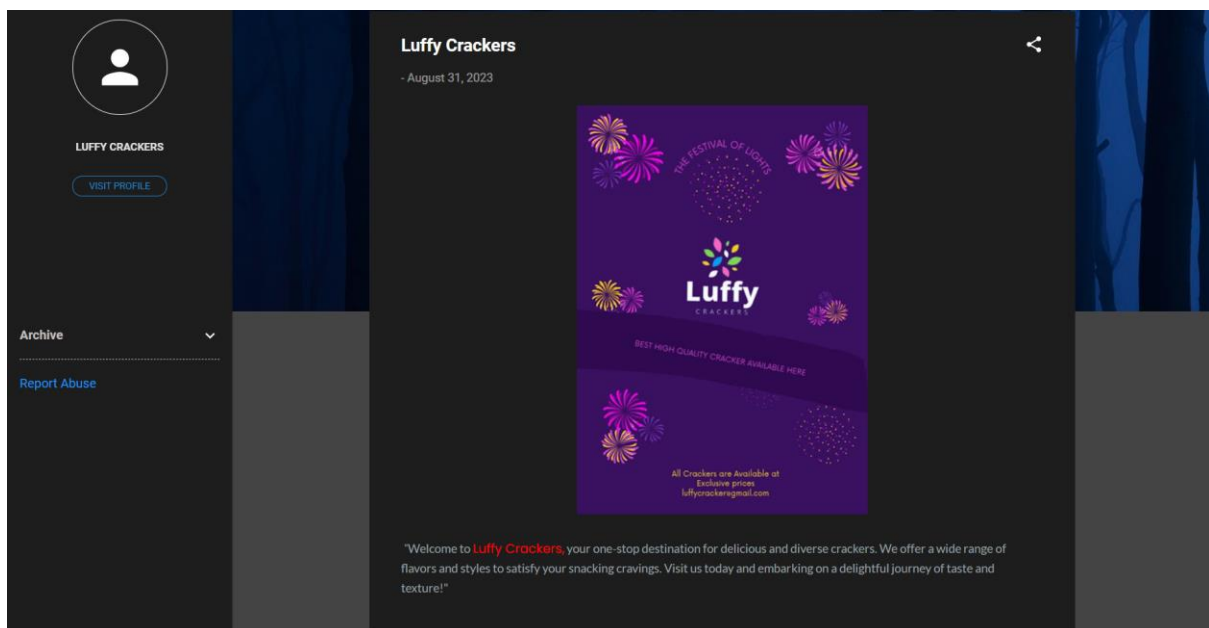 LUFFY CRACKERS
VISIT PROFILE
Archive
Report Abuse
Luffy Crackers
- August 31, 2023
THE FESTIVAL OF LIGHTS
Luffy
CRACKERS
BEST HIGH QUALITY CRACKER AVAILABLE HERE
All Crackers are Available at
Exclusive prices
luffycracker@gmail.com
"Welcome to Luffy Crackers, your one-stop destination for delicious and diverse crackers. We offer a wide range of
flavors and styles to satisfy your snacking cravings. Visit us today and embarking on a delightful journey of taste and
texture!"